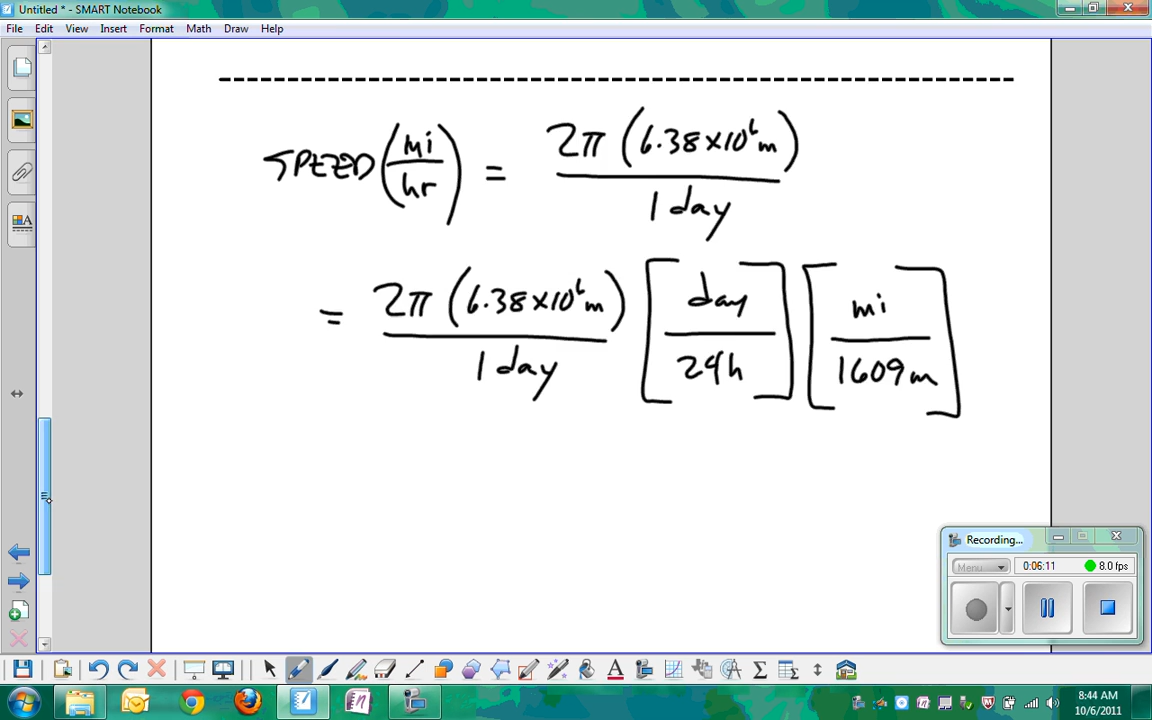 Untitled * - SMART Notebook
File Edit View Insert Format Math Draw Help
SPEED (mi/hr) = 2π (6.38×10⁶m) / 1 day
= 2π (6.38×10⁶m) / 1 day [day / 24h] [mi / 1609m]
Recording...
Menu 0:06:11 8.0 fps
8:44 AM
10/6/2011